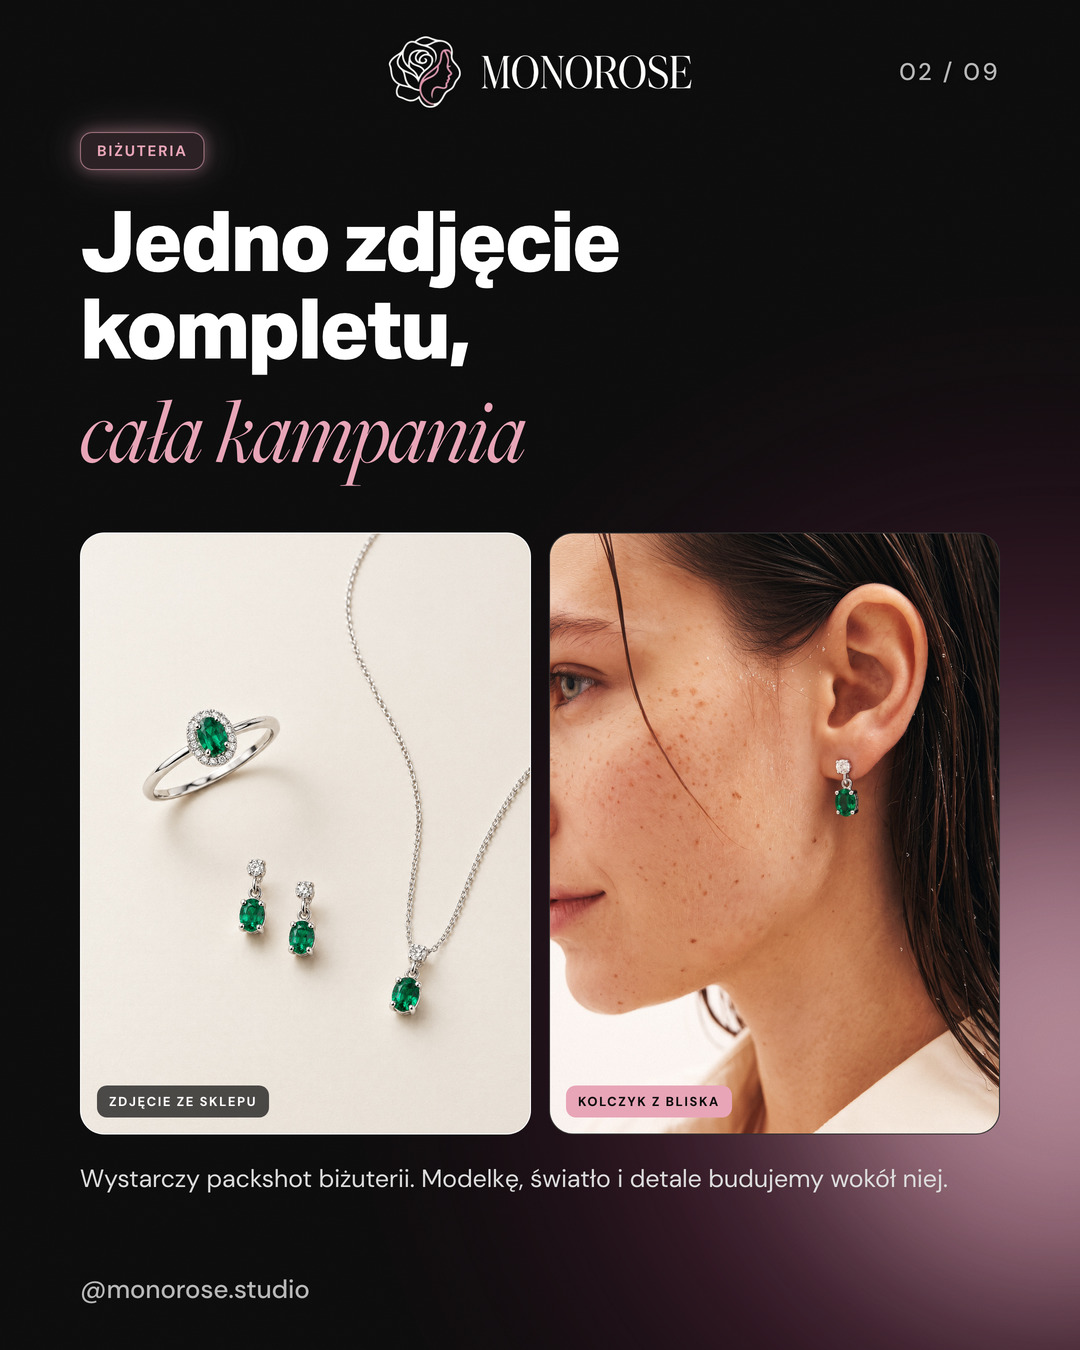 MONOROSE
02 / 09
BIŻUTERIA
Jedno zdjęcie
kompletu,
cała kampania
ZDJĘCIE ZE SKLEPU
KOLCZYK Z BLISKA
Wystarczy packshot biżuterii. Modelkę, światło i detale budujemy wokół niej.
@monorose.studio